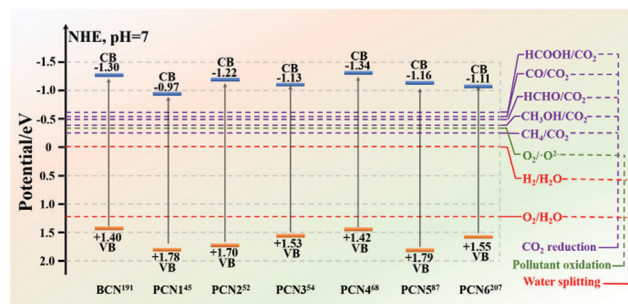 NHE, pH=7
Potential/eV
-1.5
-1.0
-0.5
0
0.5
1.0
1.5
2.0
CB
-1.30
CB
-0.97
CB
-1.22
CB
-1.13
CB
-1.34
CB
-1.16
CB
-1.11
+1.40
VB
+1.78
VB
+1.70
VB
+1.53
VB
+1.42
VB
+1.79
VB
+1.55
VB
BCN¹⁹¹ PCN1⁴⁵ PCN2⁵² PCN3⁵⁴ PCN4⁶⁸ PCN5⁸⁷ PCN6²⁰⁷
HCOOH/CO₂
CO/CO₂
HCHO/CO₂
CH₃OH/CO₂
CH₄/CO₂
O₂/·O²
H₂/H₂O
O₂/H₂O
CO₂ reduction
Pollutant oxidation
Water splitting